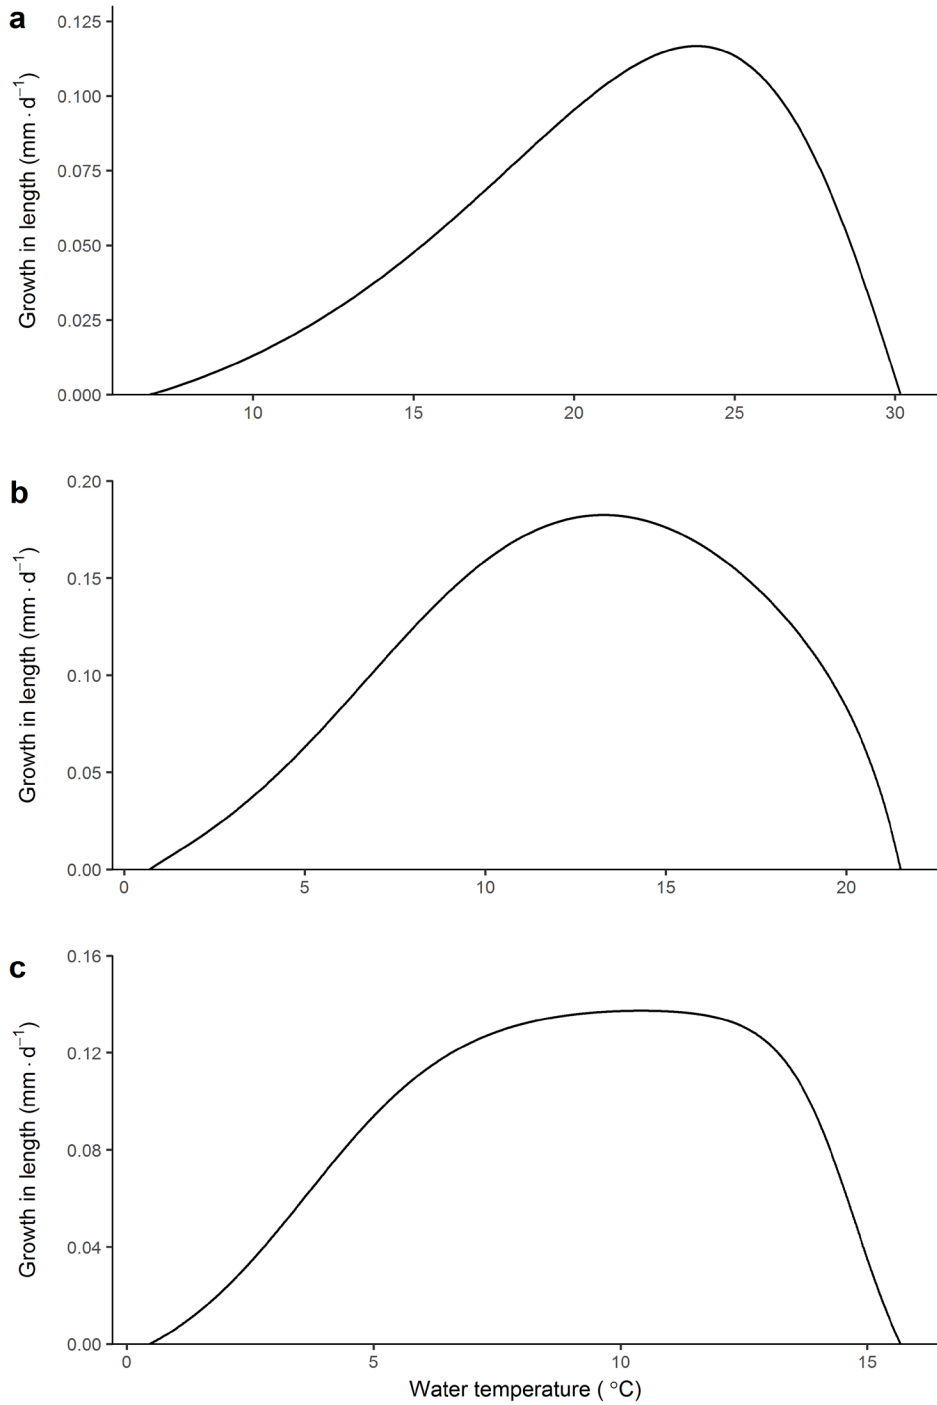 a
Growth in length (mm · d⁻¹)
0.125
0.100
0.075
0.050
0.025
0.000
10 15 20 25 30
b
Growth in length (mm · d⁻¹)
0.20
0.15
0.10
0.05
0.00
0 5 10 15 20
c
Growth in length (mm · d⁻¹)
0.16
0.12
0.08
0.04
0.00
0 5 10 15
Water temperature ( °C)